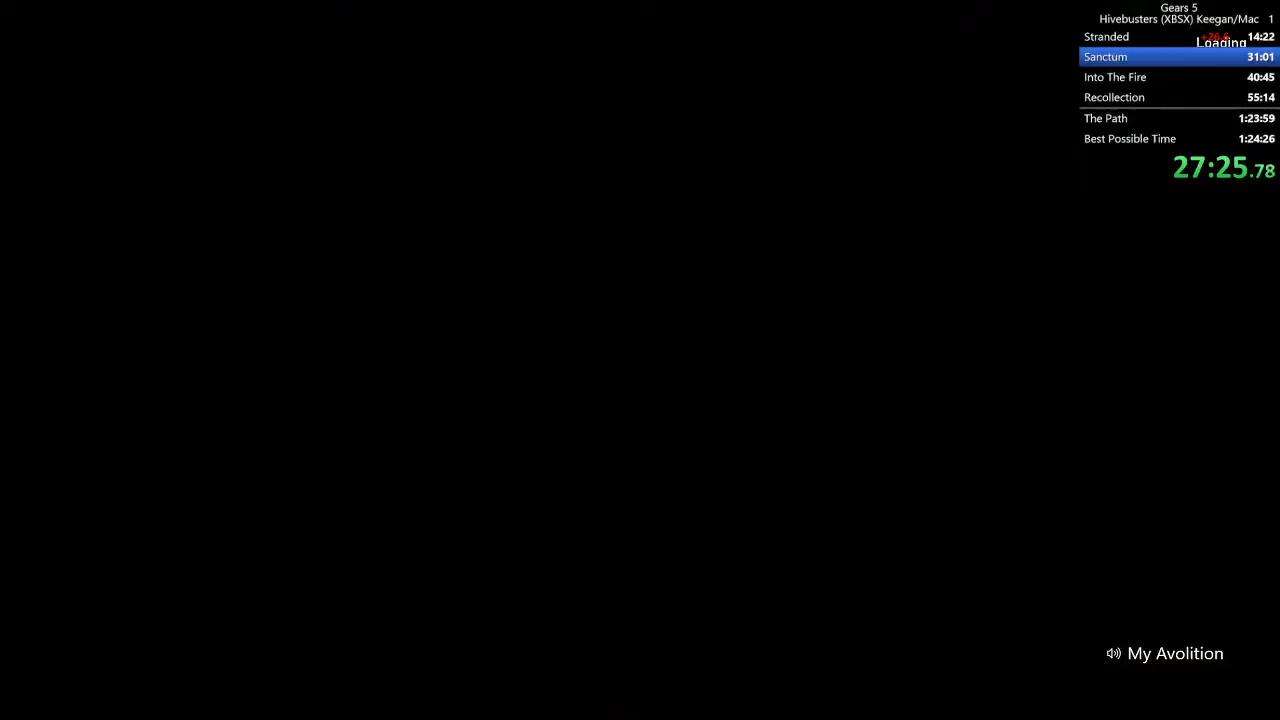 Gears 5
Hivebusters (XBSX) Keegan/Mac 1
Stranded +26.6 14:22
Loading
Sanctum 31:01
Into The Fire 40:45
Recollection 55:14
The Path 1:23:59
Best Possible Time 1:24:26
27:25.78
My Avolition